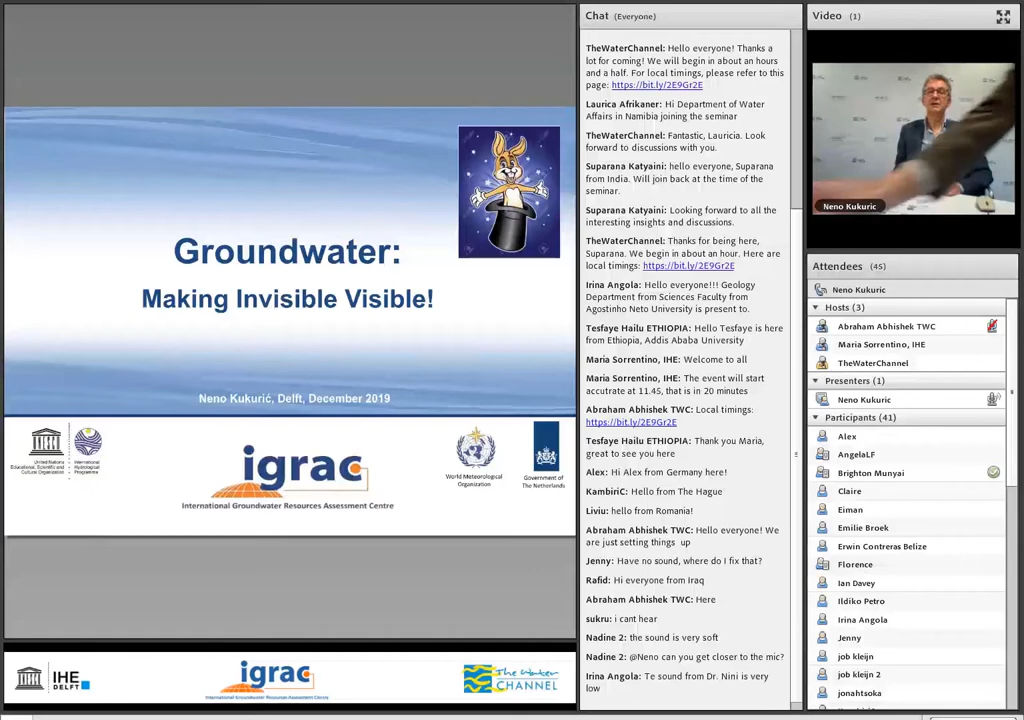 Groundwater:
Making Invisible Visible!
Neno Kukurić, Delft, December 2019
United Nations
Educational, Scientific and
Cultural Organization
International
Hydrological
Programme
igrac
International Groundwater Resources Assessment Centre
World Meteorological
Organization
Government of
The Netherlands
IHE
DELFT
igrac
International Groundwater Resources Assessment Centre
The Water
CHANNEL
Chat (Everyone)
TheWaterChannel: Hello everyone! Thanks a
lot for coming! We will begin in about an hours
and a half. For local timings, please refer to this
page: https://bit.ly/2E9Gr2E
Laurica Afrikaner: Hi Department of Water
Affairs in Namibia joining the seminar
TheWaterChannel: Fantastic, Lauricia. Look
forward to discussions with you.
Suparana Katyaini: hello everyone, Suparana
from India. Will join back at the time of the
seminar.
Suparana Katyaini: Looking forward to all the
interesting insights and discussions.
TheWaterChannel: Thanks for being here,
Suparana. We begin in about an hour. Here are
local timings: https://bit.ly/2E9Gr2E
Irina Angola: Hello everyone!!! Geology
Department from Sciences Faculty from
Agostinho Neto University is present to.
Tesfaye Hailu ETHIOPIA: Hello Tesfaye is here
from Ethiopia, Addis Ababa University
Maria Sorrentino, IHE: Welcome to all
Maria Sorrentino, IHE: The event will start
accutrate at 11.45, that is in 20 minutes
Abraham Abhishek TWC: Local timings:
https://bit.ly/2E9Gr2E
Tesfaye Hailu ETHIOPIA: Thank you Maria,
great to see you here
Alex: Hi Alex from Germany here!
KambiriC: Hello from The Hague
Liviu: hello from Romania!
Abraham Abhishek TWC: Hello everyone! We
are just setting things up
Jenny: Have no sound, where do I fix that?
Rafid: Hi everyone from Iraq
Abraham Abhishek TWC: Here
sukru: i cant hear
Nadine 2: the sound is very soft
Nadine 2: @Neno can you get closer to the mic?
Irina Angola: Te sound from Dr. Nini is very
low
Video (1)
Neno Kukuric
Attendees (45)
Neno Kukuric
Hosts (3)
Abraham Abhishek TWC
Maria Sorrentino, IHE
TheWaterChannel
Presenters (1)
Neno Kukuric
Participants (41)
Alex
AngelaLF
Brighton Munyai
Claire
Eiman
Emilie Broek
Erwin Contreras Belize
Florence
Ian Davey
Ildiko Petro
Irina Angola
Jenny
job kleijn
job kleijn 2
jonahtsoka